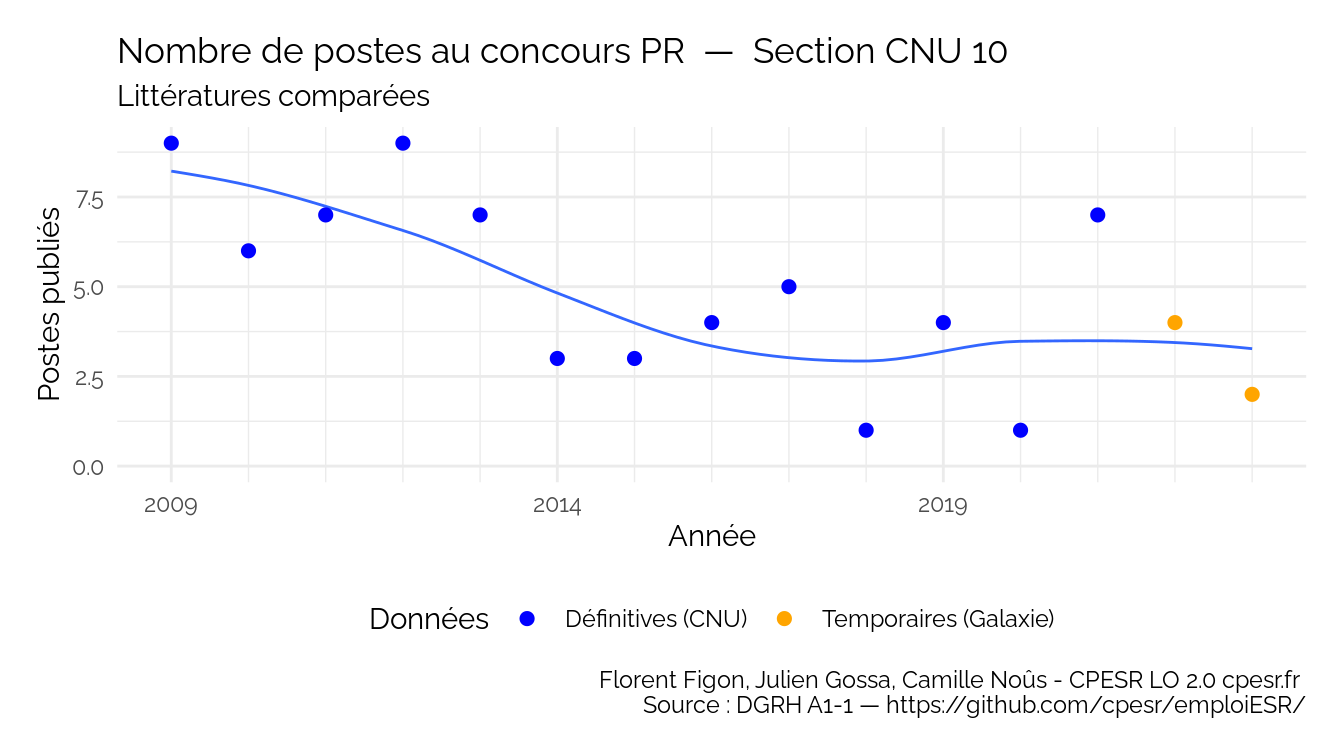 Nombre de postes au concours PR — Section CNU 10
Littératures comparées
Postes publiés
7.5
5.0
2.5
0.0
2009 2014 2019
Année
Données Définitives (CNU) Temporaires (Galaxie)
Florent Figon, Julien Gossa, Camille Noûs - CPESR LO 2.0 cpesr.fr
Source : DGRH A1-1 — https://github.com/cpesr/emploiESR/